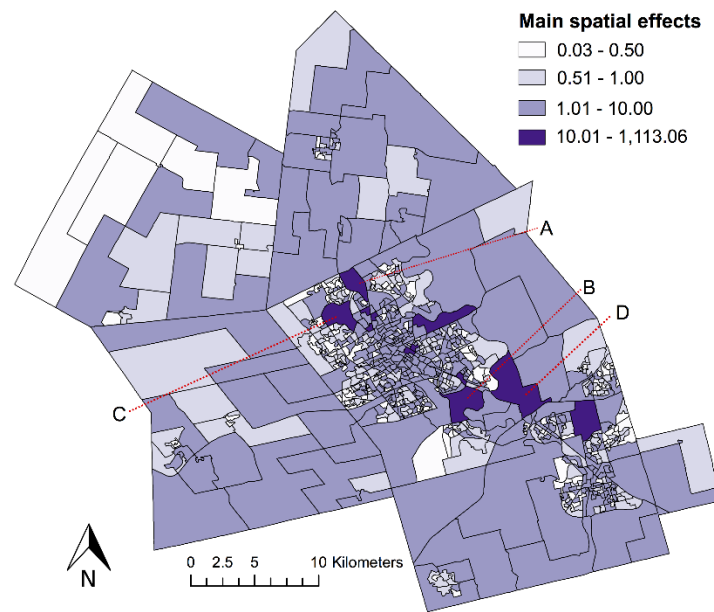 Main spatial effects
0.03 - 0.50
0.51 - 1.00
1.01 - 10.00
10.01 - 1,113.06
A
B
D
C
N
0 2.5 5 10 Kilometers